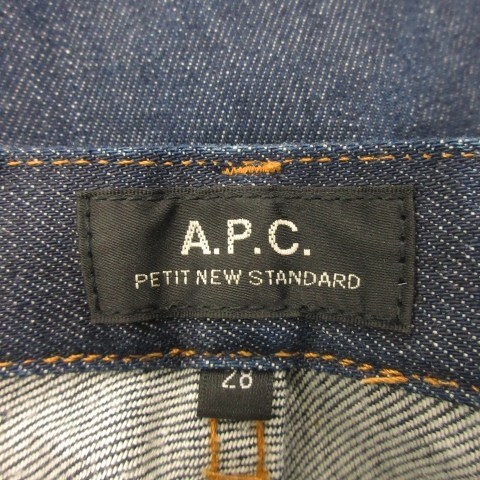 A.P.C.
PETIT NEW STANDARD
28